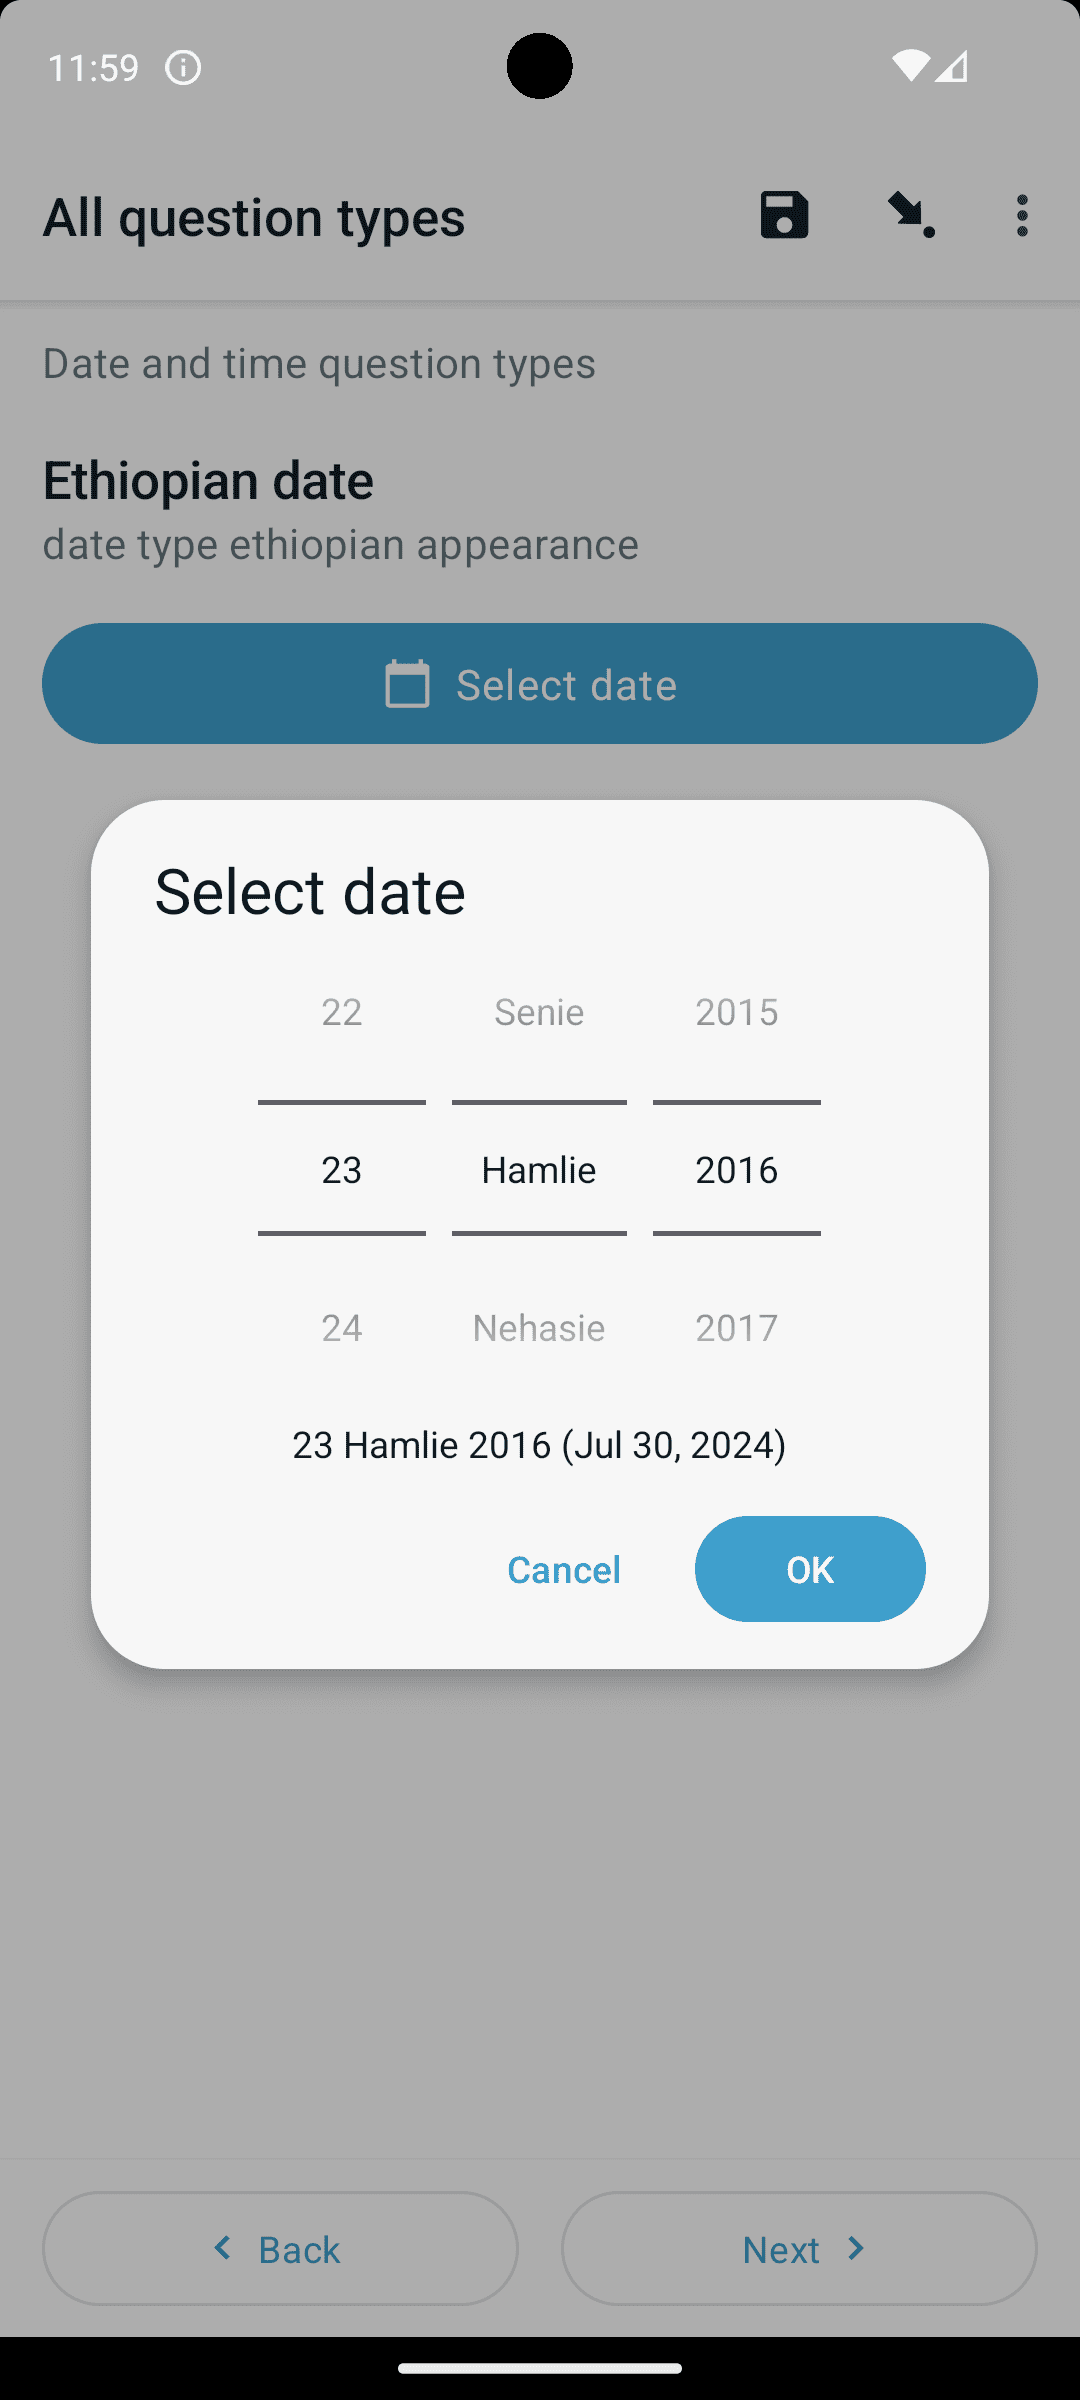 11:59
All question types
Date and time question types
Ethiopian date
date type ethiopian appearance
Select date
Select date
22 Senie 2015
23 Hamlie 2016
24 Nehasie 2017
23 Hamlie 2016 (Jul 30, 2024)
Cancel OK
Back Next